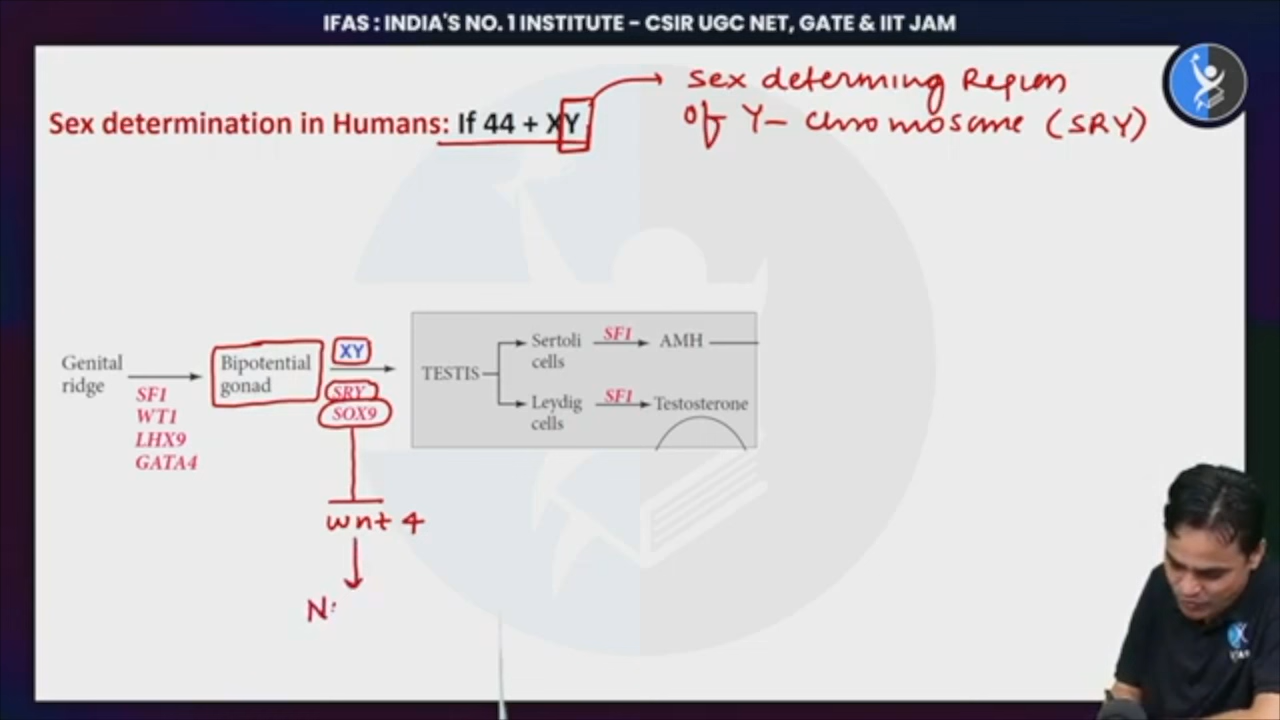 IFAS : INDIA'S NO. 1 INSTITUTE – CSIR UGC NET, GATE & IIT JAM
Sex determination in Humans: If 44 + XY
Sex determing Region
Of Y- chromosome (SRY)
Genital
ridge
SF1
WT1
LHX9
GATA4
Bipotential
gonad
XY
SRY
SOX9
wnt 4
N:
TESTIS
Sertoli
cells
SF1
AMH
Leydig
cells
SF1
Testosterone